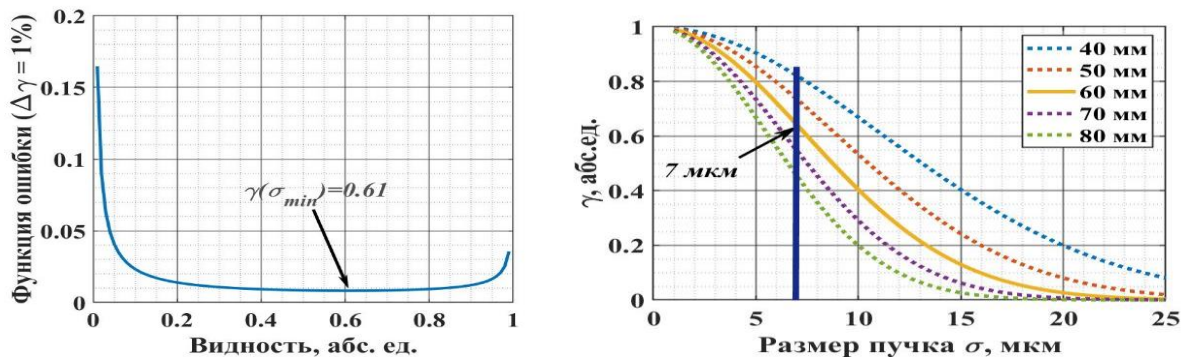 Функция ошибки (Δγ = 1%)
0.2
0.15
0.1
0.05
0
γ(σmin)=0.61
0 0.2 0.4 0.6 0.8 1
Видность, абс. ед.
γ, абс.ед.
1
0.8
0.6
0.4
0.2
0
40 мм
50 мм
60 мм
70 мм
80 мм
7 мкм
0 5 10 15 20 25
Размер пучка σ, мкм